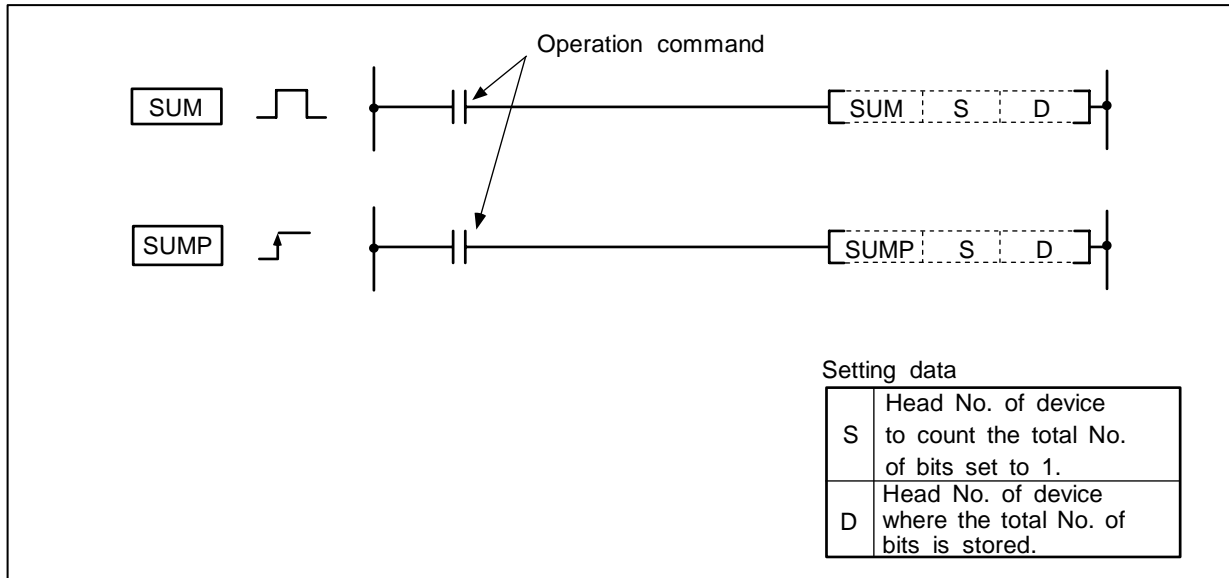 Operation command
SUM
SUM S D
SUMP
SUMP S D
Setting data
S
Head No. of device
to count the total No.
of bits set to 1.
D
Head No. of device
where the total No. of
bits is stored.